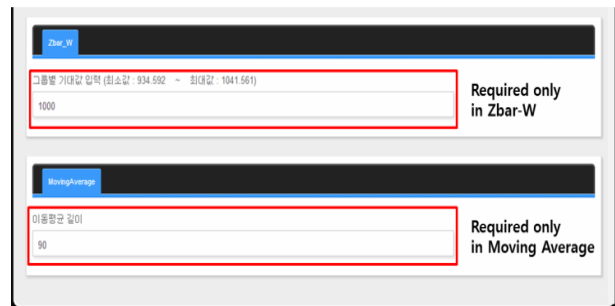 Zbar_W
그룹별 기대값 입력 (최소값 : 934.592 ~ 최대값 : 1041.561)
1000
Required only
in Zbar-W
MovingAverage
이동평균 길이
90
Required only
in Moving Average